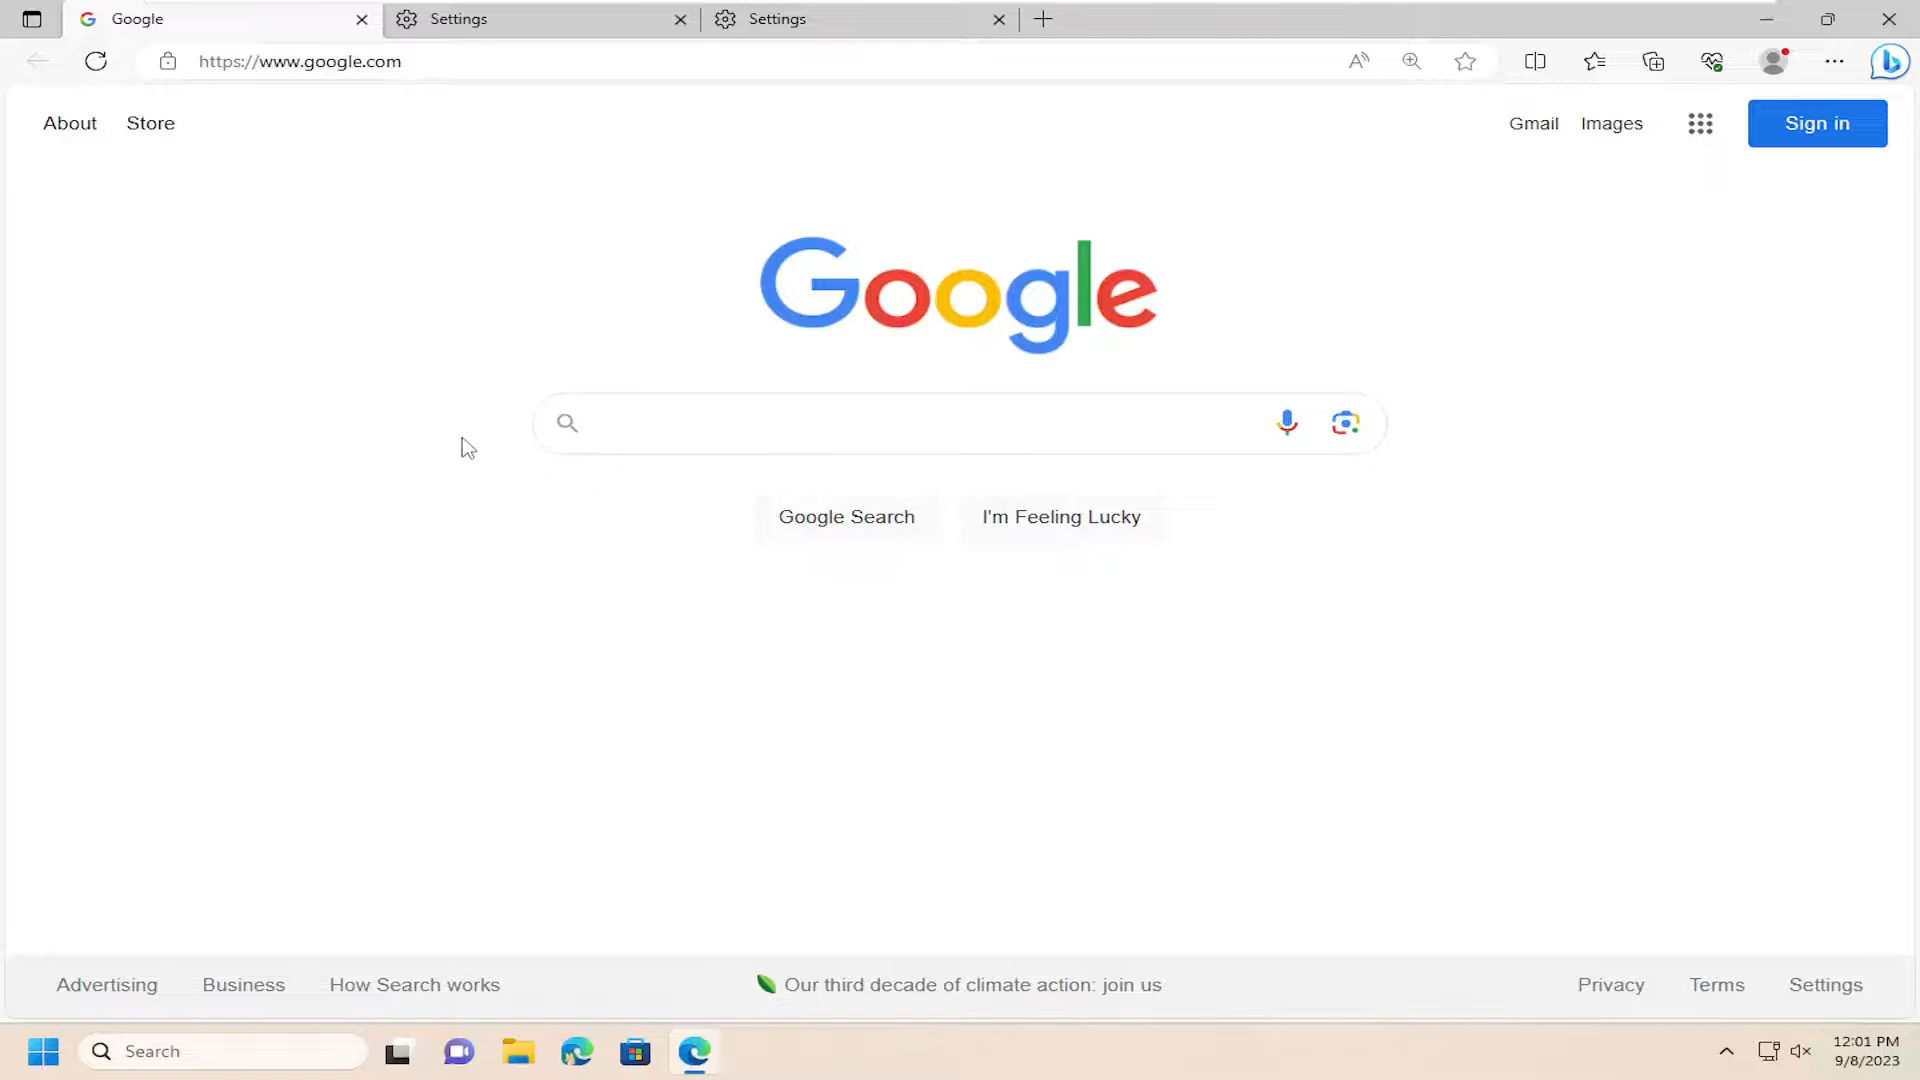 Google
Settings
Settings
https://www.google.com
About
Store
Gmail
Images
Sign in
Google
Google Search
I'm Feeling Lucky
Advertising
Business
How Search works
Our third decade of climate action: join us
Privacy
Terms
Settings
Search
12:01 PM
9/8/2023